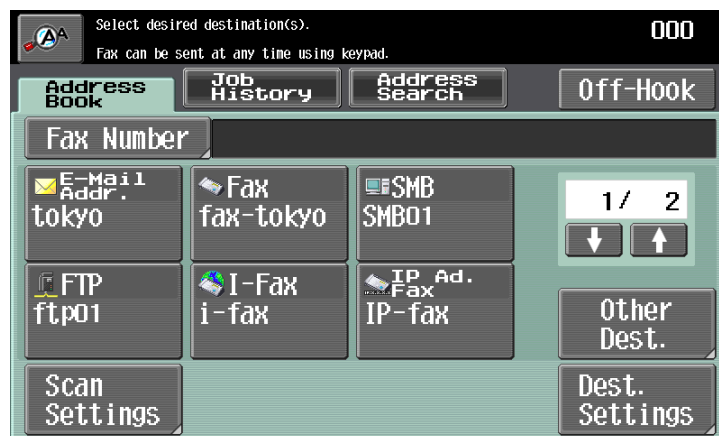 Select desired destination(s).
Fax can be sent at any time using keypad.
000
Address
Book
Job
History
Address
Search
Off-Hook
Fax Number
E-Mail
Addr.
tokyo
Fax
fax-tokyo
SMB
SMB01
1/ 2
FTP
ftp01
I-Fax
i-fax
IP Ad.
Fax
IP-fax
Other
Dest.
Scan
Settings
Dest.
Settings